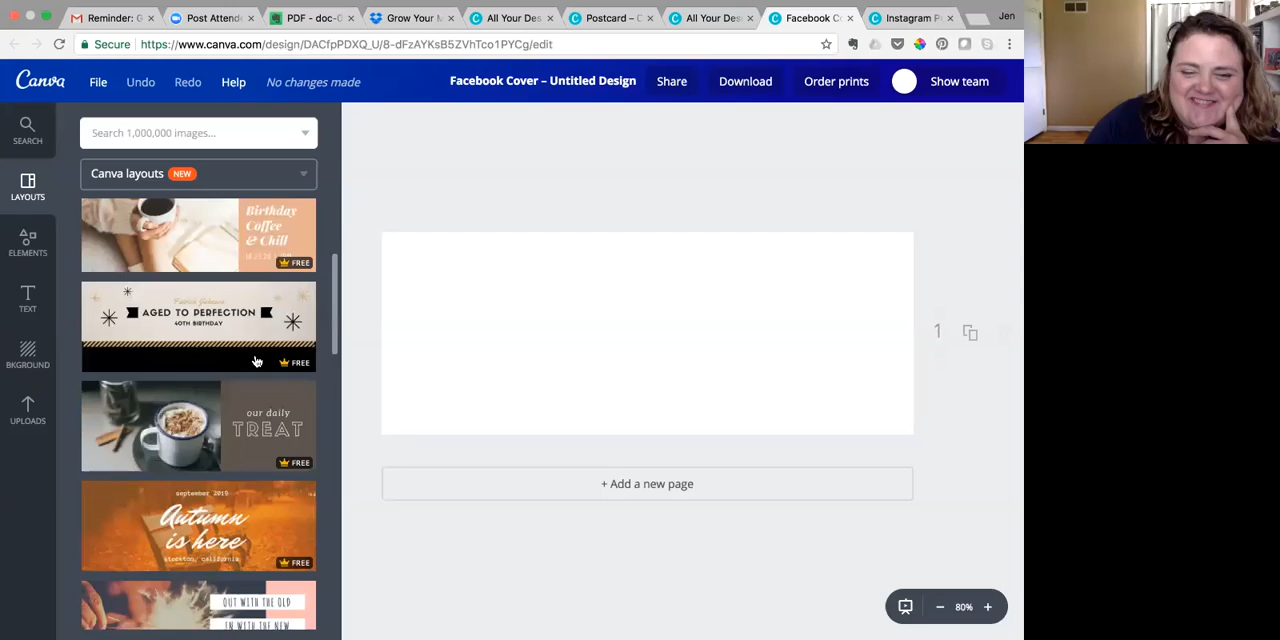 Reminder: G
Post Attende
PDF - doc-0
Grow Your M
All Your Des
Postcard – C
All Your Des
Facebook Co
Instagram P
Jen
Secure
https://www.canva.com/design/DACfpPDXQ_U/8-dFzAYKsB5ZVhTco1PYCg/edit
Canva
File
Undo
Redo
Help
No changes made
Facebook Cover – Untitled Design
Share
Download
Order prints
Show team
SEARCH
LAYOUTS
ELEMENTS
TEXT
BKGROUND
UPLOADS
Search 1,000,000 images...
Canva layouts NEW
Birthday
Coffee
& Chill
FREE
AGED TO PERFECTION
40TH BIRTHDAY
FREE
our daily
TREAT
FREE
september 2019
Autumn
is here
stockton, california
FREE
OUT WITH THE OLD
IN WITH THE NEW
1
+ Add a new page
80%